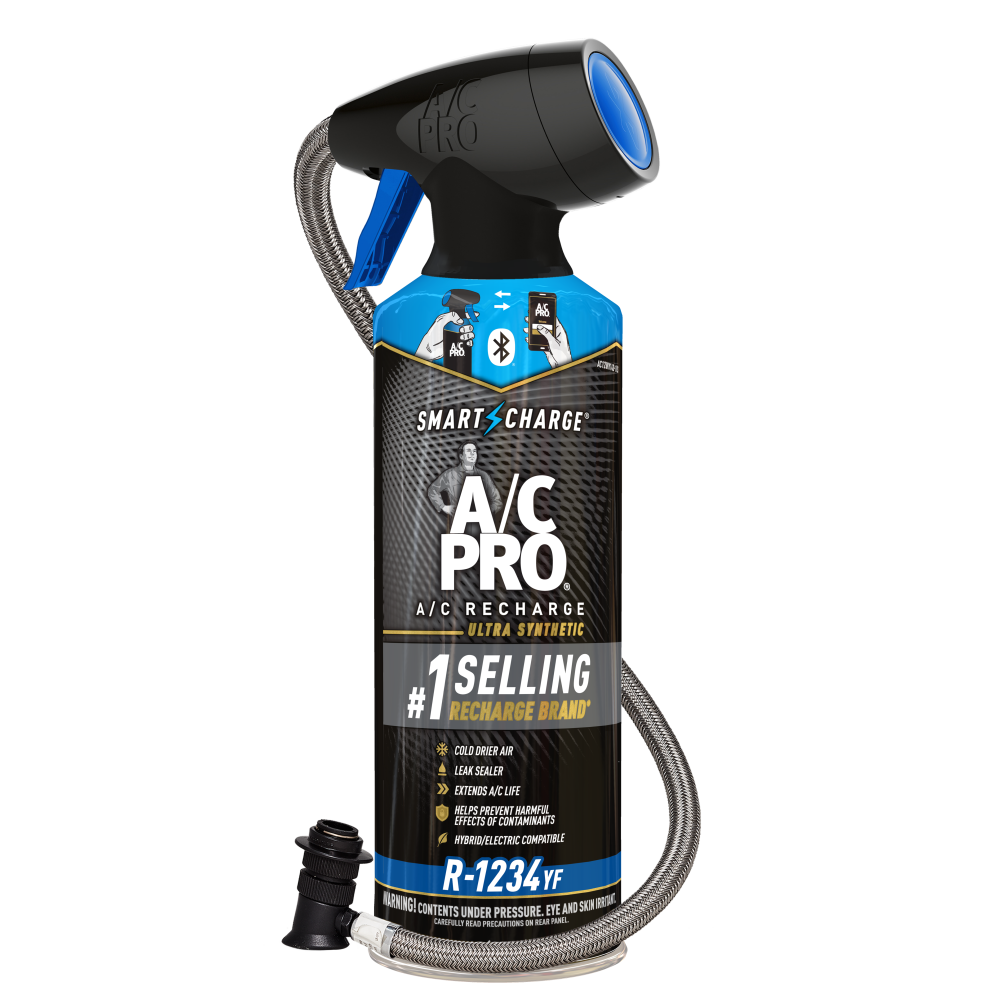 A/C
PRO
A/C
PRO
A/C
PRO
SMART CHARGE®
A/C
PRO®
A/C RECHARGE
ULTRA SYNTHETIC
#1 SELLING
RECHARGE BRAND*
COLD DRIER AIR
LEAK SEALER
EXTENDS A/C LIFE
HELPS PREVENT HARMFUL
EFFECTS OF CONTAMINANTS
HYBRID/ELECTRIC COMPATIBLE
R-1234YF
WARNING! CONTENTS UNDER PRESSURE. EYE AND SKIN IRRITANT.
CAREFULLY READ PRECAUTIONS ON REAR PANEL.